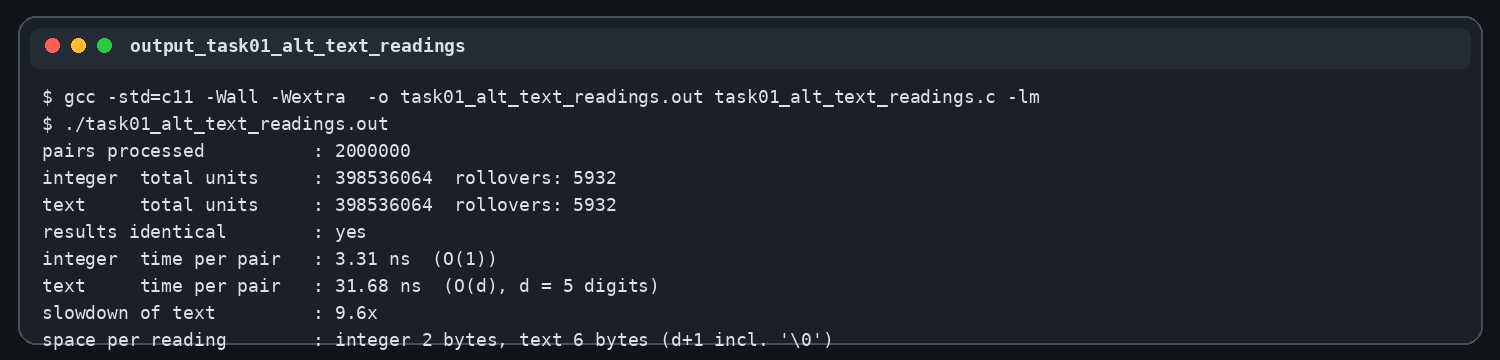 output_task01_alt_text_readings
$ gcc -std=c11 -Wall -Wextra  -o task01_alt_text_readings.out task01_alt_text_readings.c -lm
$ ./task01_alt_text_readings.out
pairs processed          : 2000000
integer  total units     : 398536064  rollovers: 5932
text     total units     : 398536064  rollovers: 5932
results identical        : yes
integer  time per pair   : 3.31 ns  (O(1))
text     time per pair   : 31.68 ns  (O(d), d = 5 digits)
slowdown of text         : 9.6x
space per reading        : integer 2 bytes, text 6 bytes (d+1 incl. '\0')